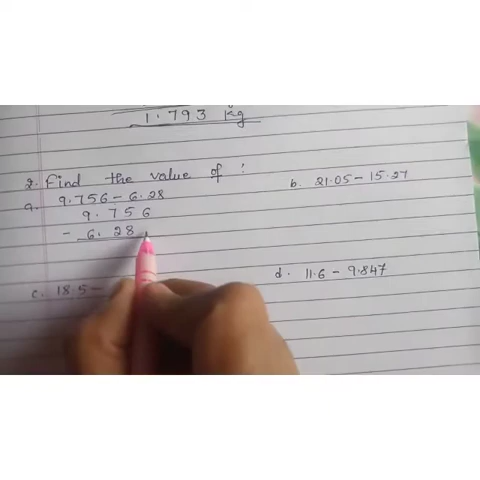 1.793 Kg
2. Find the value of :
a. 9.756 - 6.28
9.756
- 6.28
b. 21.05 - 15.27
c. 18.5 -
d. 11.6 - 9.847